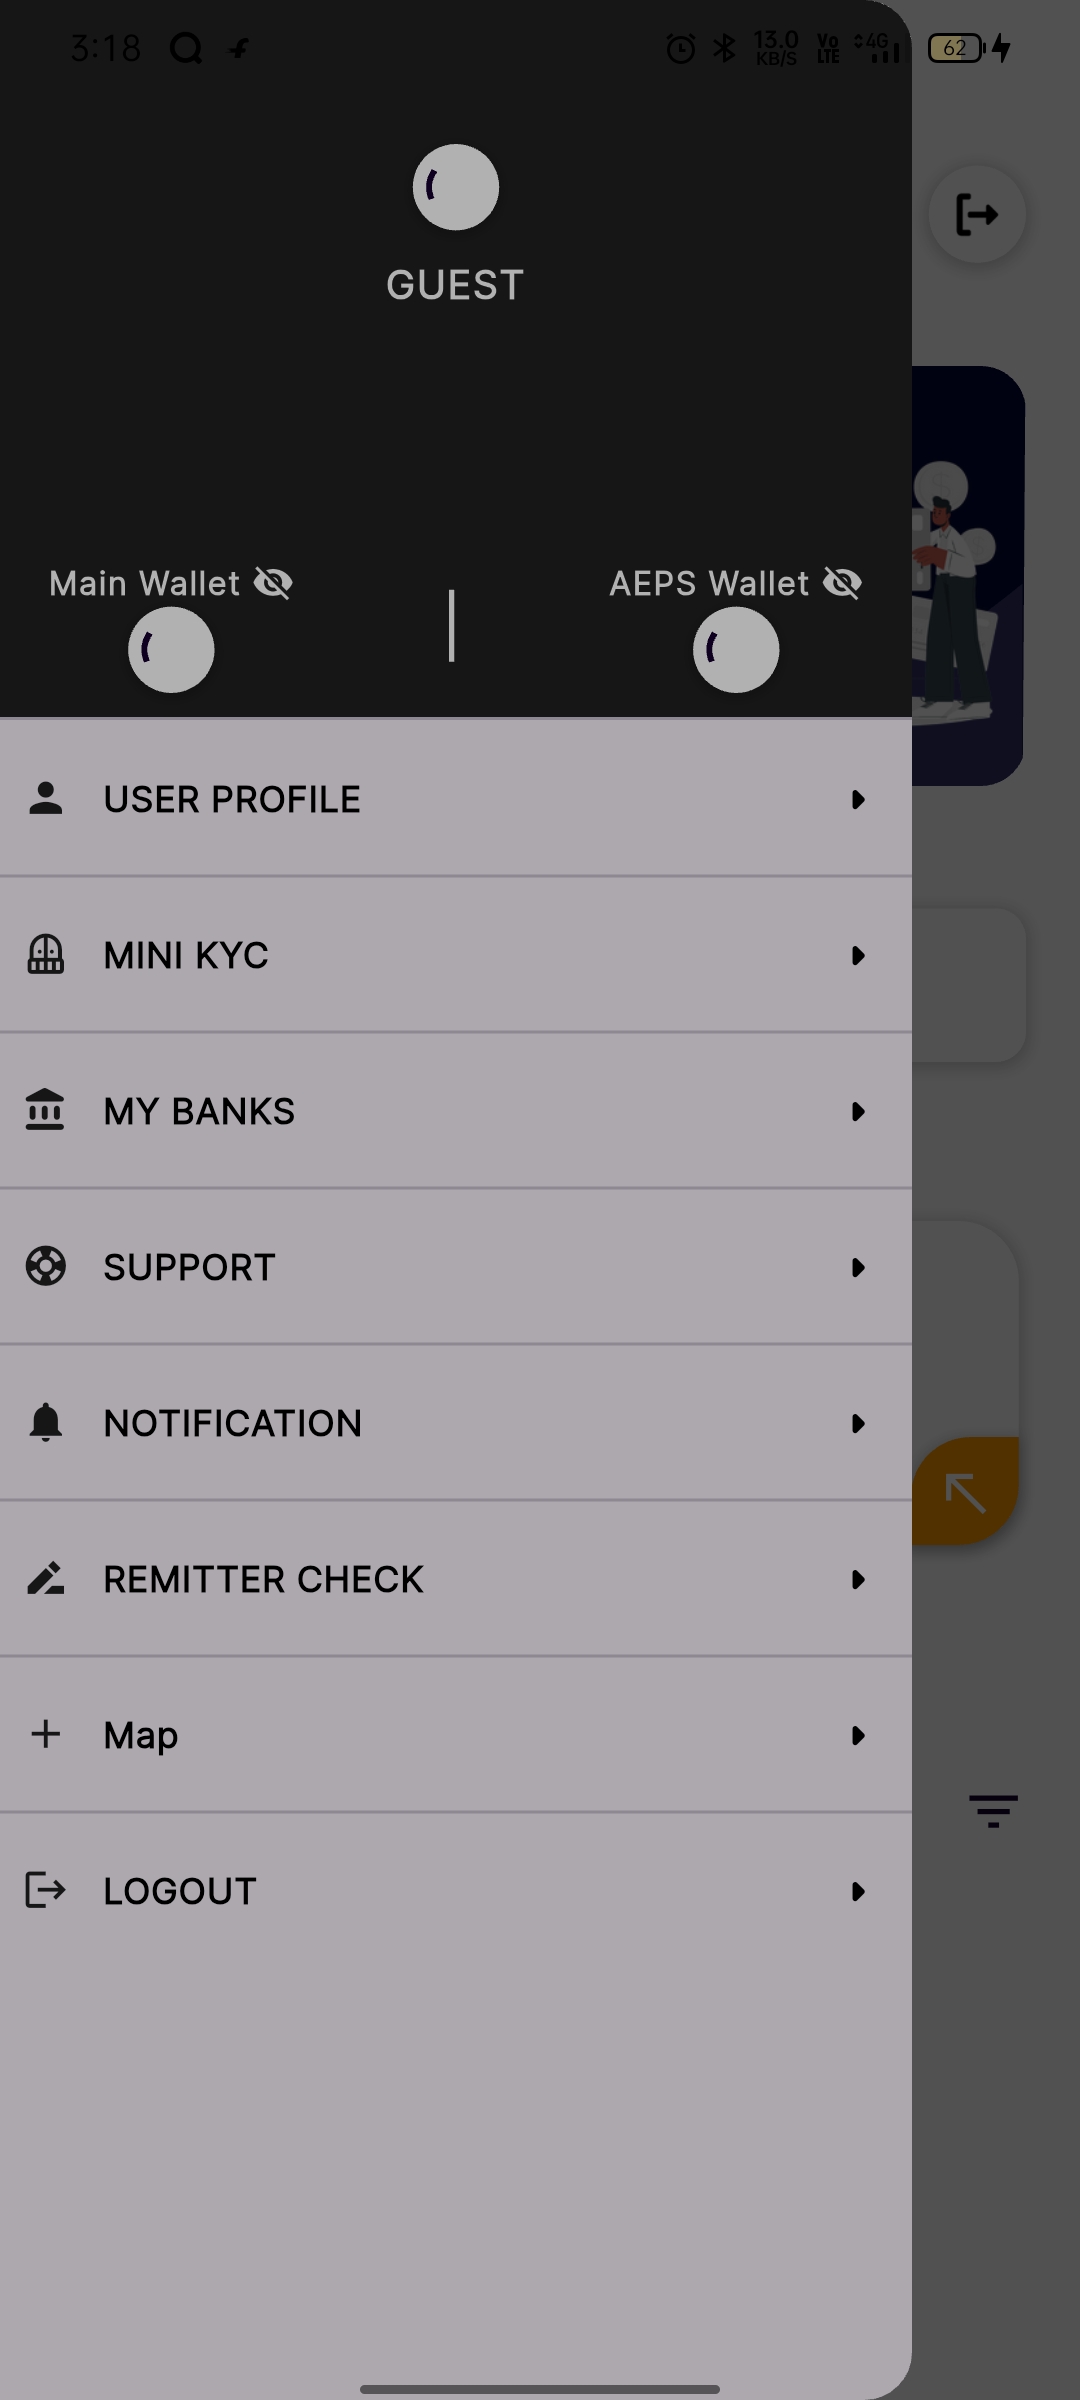 3:18 13.0 KB/S Vo LTE 4G 62
GUEST
Main Wallet AEPS Wallet
USER PROFILE
MINI KYC
MY BANKS
SUPPORT
NOTIFICATION
REMITTER CHECK
Map
LOGOUT